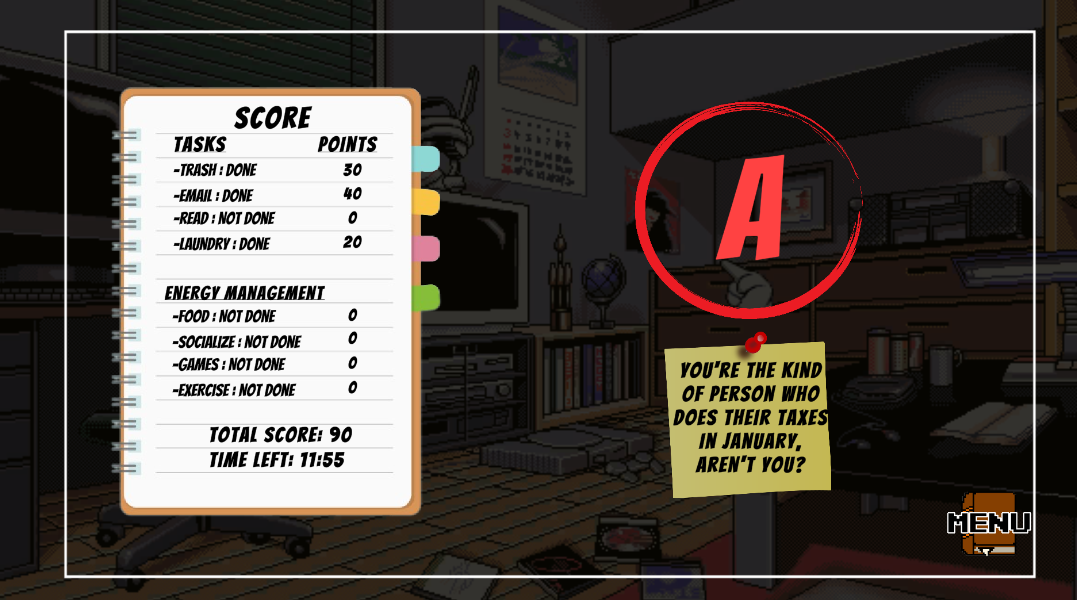 SCORE
TASKS POINTS
-TRASH : DONE 30
-EMAIL : DONE 40
-READ : NOT DONE 0
-LAUNDRY : DONE 20
ENERGY MANAGEMENT
-FOOD : NOT DONE 0
-SOCIALIZE : NOT DONE 0
-GAMES : NOT DONE 0
-EXERCISE : NOT DONE 0
TOTAL SCORE: 90
TIME LEFT: 11:55
A
YOU'RE THE KIND
OF PERSON WHO
DOES THEIR TAXES
IN JANUARY,
AREN'T YOU?
MENU